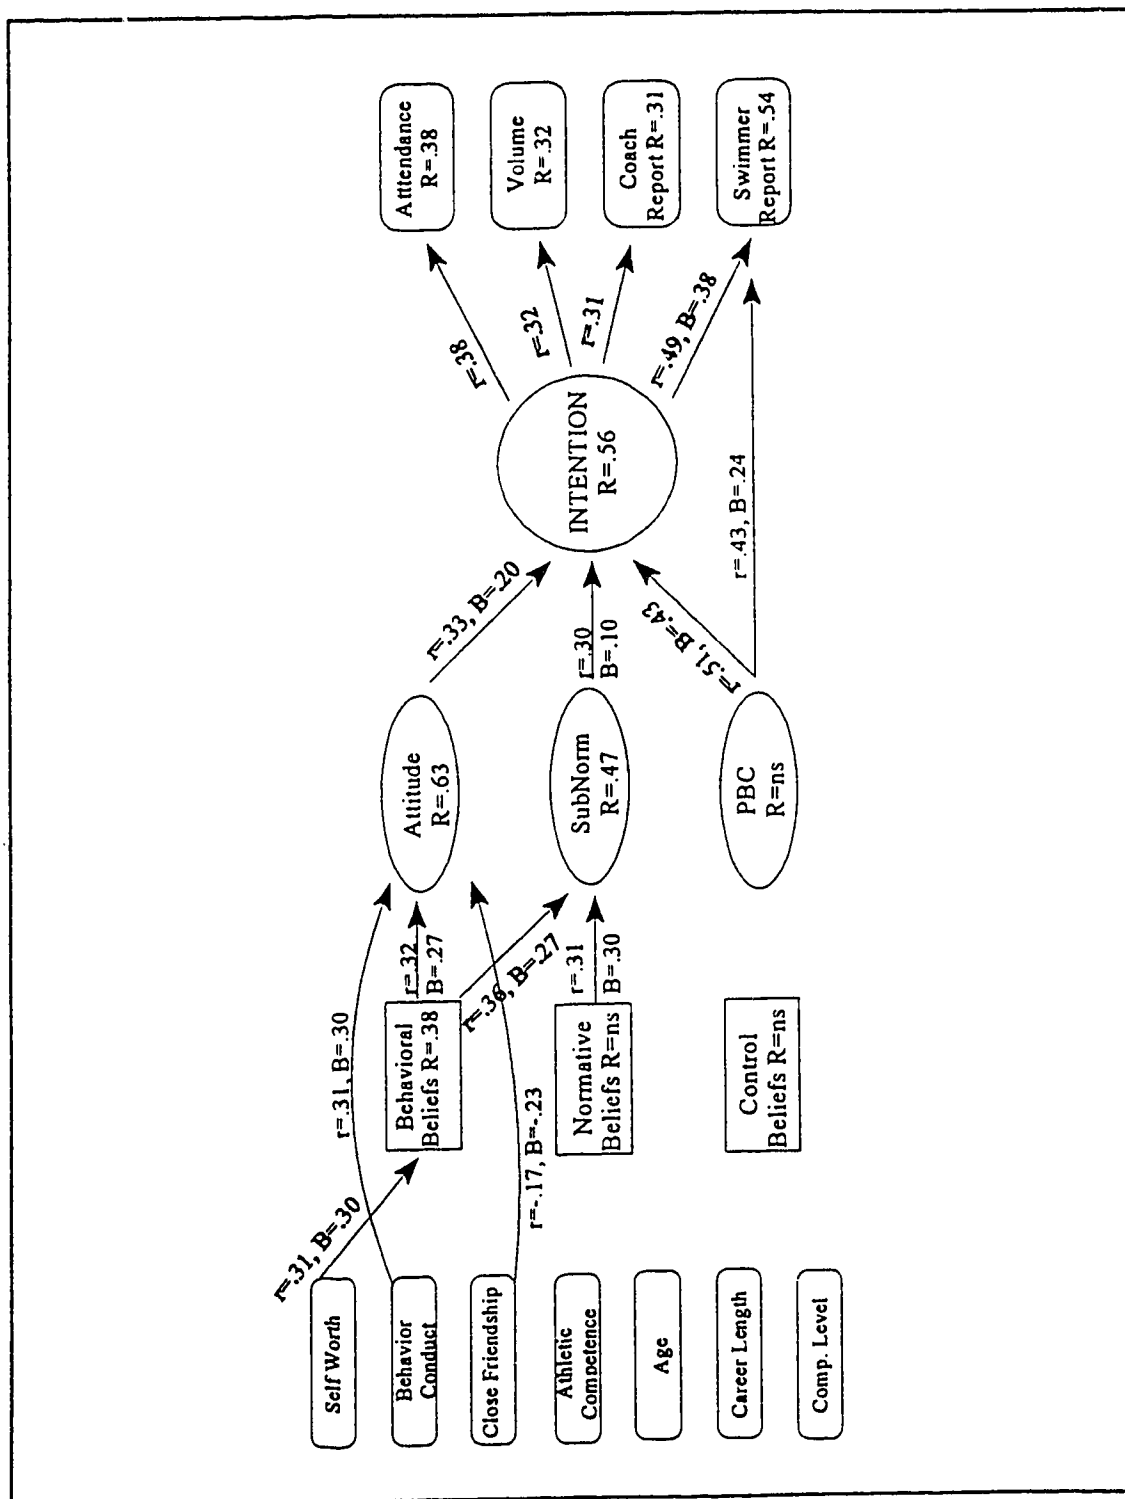 Self Worth
Behavior
Conduct
Close Friendship
Athletic
Competence
Age
Career Length
Comp. Level
r=.31, B=.30
r=.31, B=.30
r=-.17, B=-.23
Behavioral
Beliefs R=.38
Normative
Beliefs R=ns
Control
Beliefs R=ns
r=.32
B=.27
r=.36, B=.27
r=.31
B=.30
Attitude
R=.63
SubNorm
R=.47
PBC
R=ns
r=.33, B=.20
r=.30
B=.10
r=.51, B=.43
r=.43, B=.24
INTENTION
R=.56
r=.38
r=.32
r=.31
r=.49, B=.38
Atttendance
R=.38
Volume
R=.32
Coach
Report R=.31
Swimmer
Report R=.54